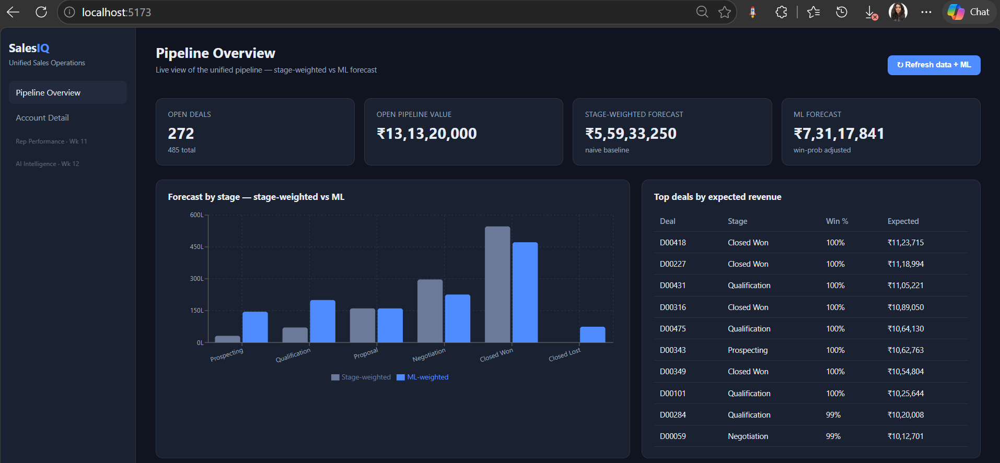 localhost:5173
Chat
SalesIQ
Unified Sales Operations
Pipeline Overview
Account Detail
Rep Performance · Wk 11
AI Intelligence · Wk 12
Pipeline Overview
Live view of the unified pipeline — stage-weighted vs ML forecast
↻ Refresh data + ML
OPEN DEALS
272
485 total
OPEN PIPELINE VALUE
₹13,13,20,000
STAGE-WEIGHTED FORECAST
₹5,59,33,250
naive baseline
ML FORECAST
₹7,31,17,841
win-prob adjusted
Forecast by stage — stage-weighted vs ML
600L
450L
300L
150L
0L
Prospecting
Qualification
Proposal
Negotiation
Closed Won
Closed Lost
Stage-weighted ML-weighted
Top deals by expected revenue
Deal Stage Win % Expected
D00418 Closed Won 100% ₹11,23,715
D00227 Closed Won 100% ₹11,18,994
D00431 Qualification 100% ₹11,05,221
D00316 Closed Won 100% ₹10,89,050
D00475 Qualification 100% ₹10,64,130
D00343 Prospecting 100% ₹10,62,763
D00349 Closed Won 100% ₹10,54,804
D00101 Qualification 100% ₹10,25,644
D00284 Qualification 99% ₹10,20,008
D00059 Negotiation 99% ₹10,12,701